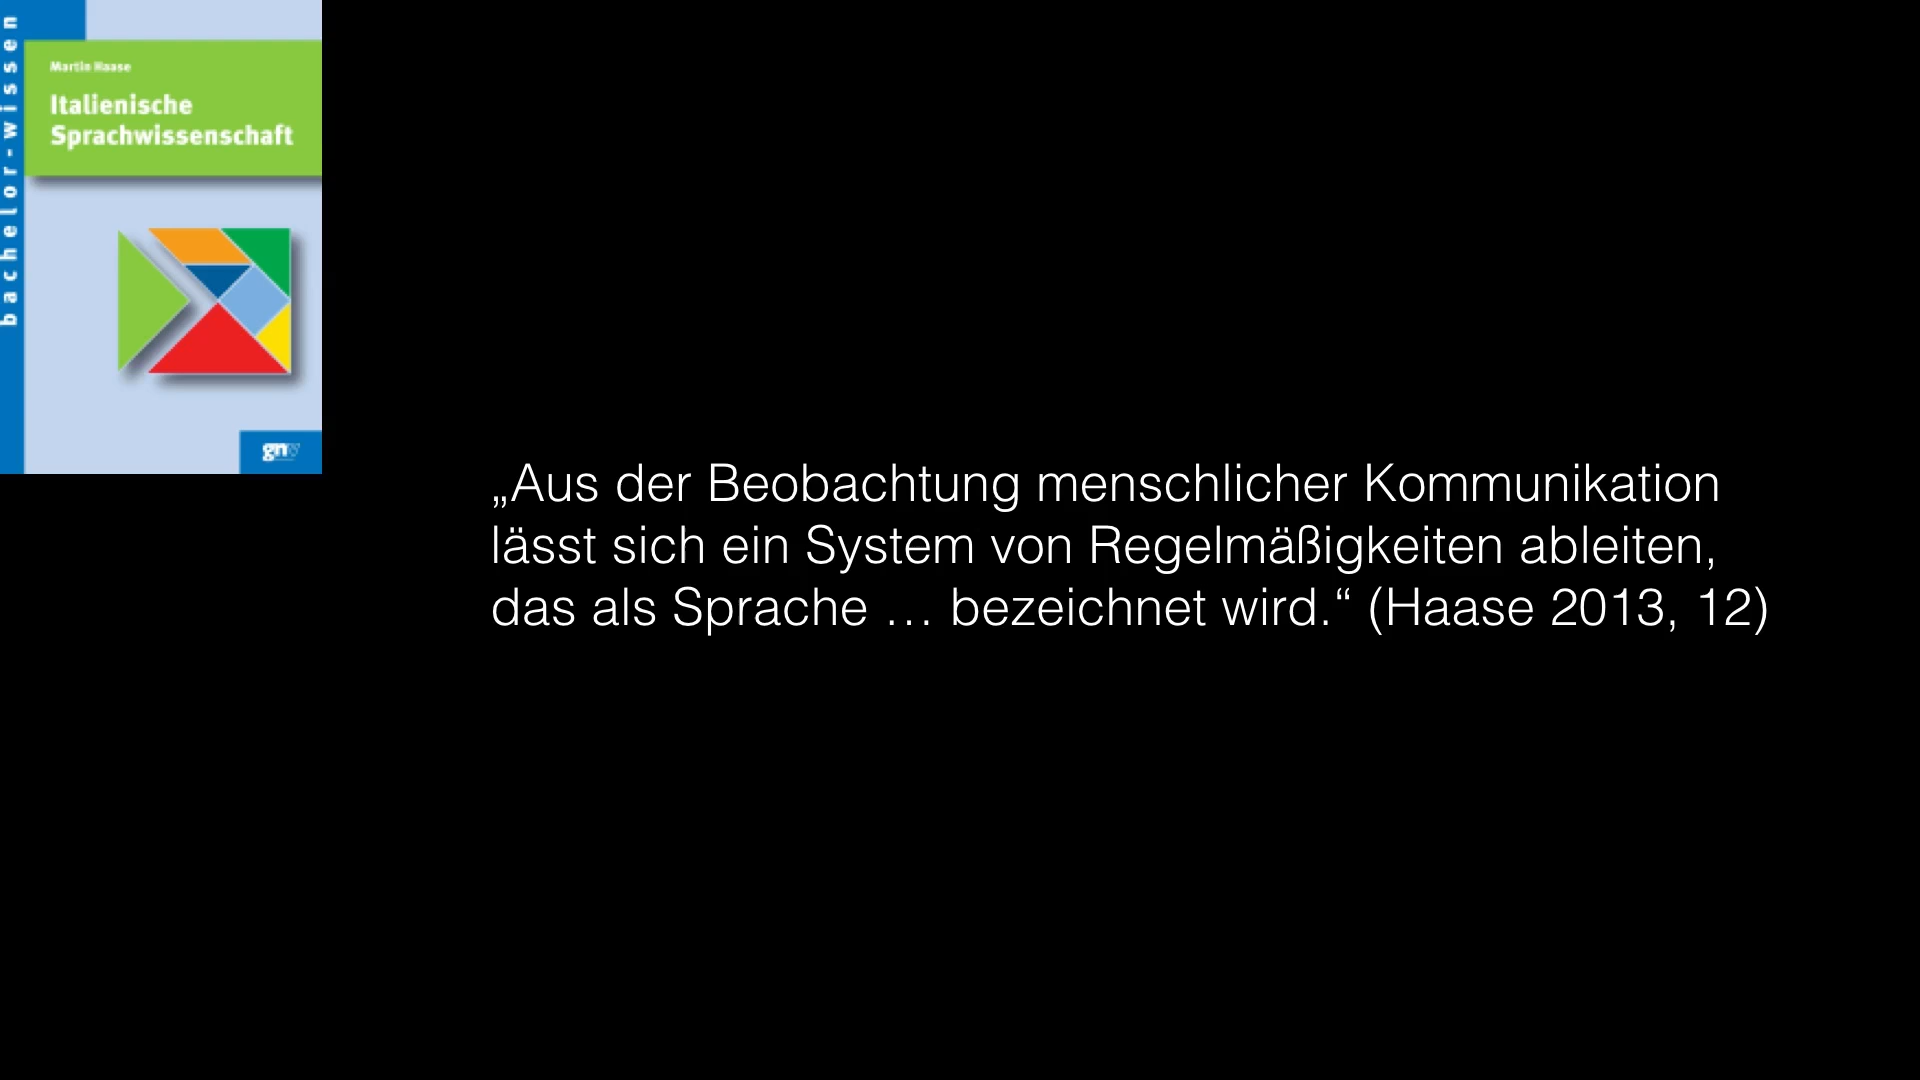 bachelor-wissen
Martin Haase
Italienische
Sprachwissenschaft
gnv
„Aus der Beobachtung menschlicher Kommunikation
lässt sich ein System von Regelmäßigkeiten ableiten,
das als Sprache … bezeichnet wird.“ (Haase 2013, 12)